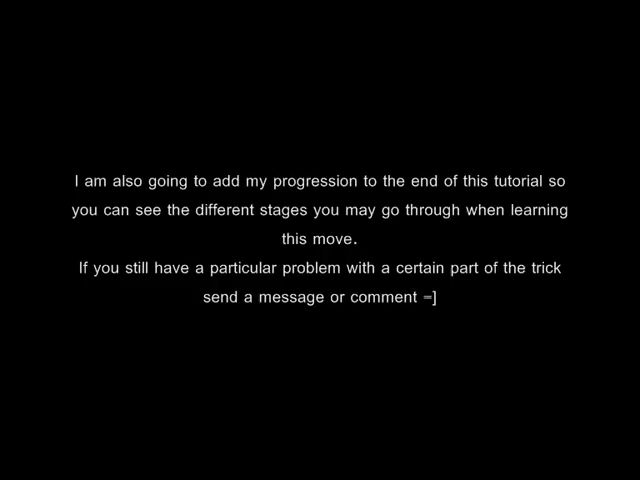 I am also going to add my progression to the end of this tutorial so
you can see the different stages you may go through when learning
this move.
If you still have a particular problem with a certain part of the trick
send a message or comment =]